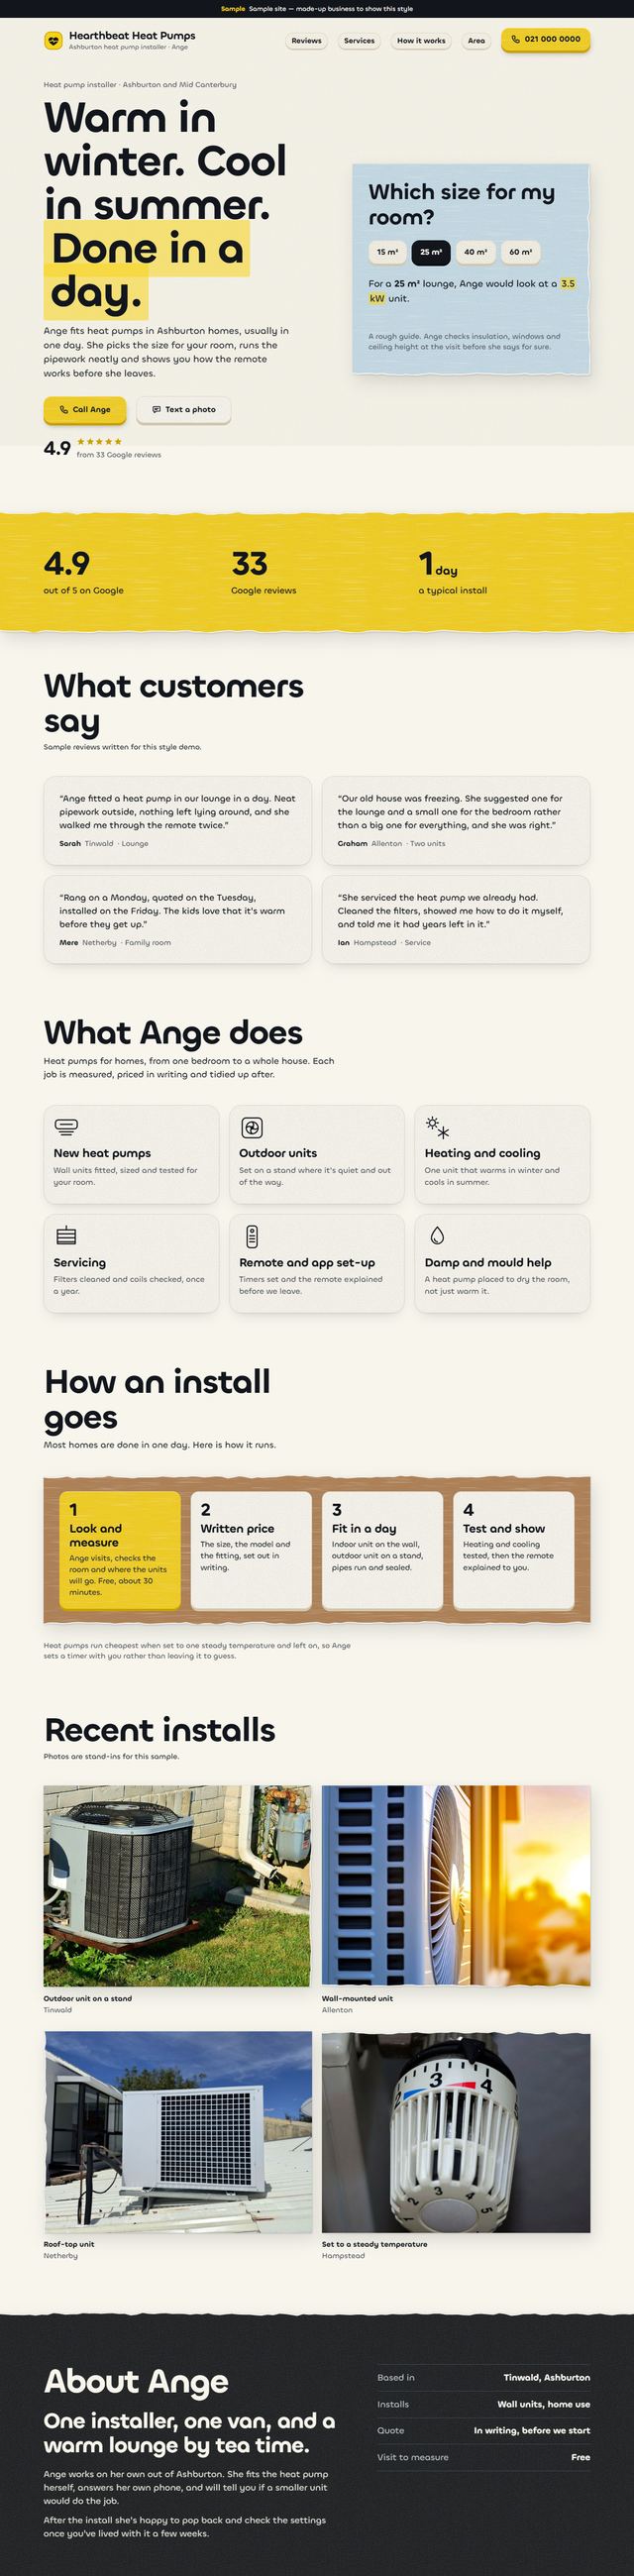 Sample Sample site — made-up business to show this style
Hearthbeat Heat Pumps
Ashburton heat pump installer · Ange
Reviews
Services
How it works
Area
021 000 0000
Heat pump installer · Ashburton and Mid Canterbury
Warm in
winter. Cool
in summer.
Done in a
day.
Ange fits heat pumps in Ashburton homes, usually in
one day. She picks the size for your room, runs the
pipework neatly and shows you how the remote
works before she leaves.
Call Ange
Text a photo
4.9
from 33 Google reviews
Which size for my
room?
15 m²
25 m²
40 m²
60 m²
For a 25 m² lounge, Ange would look at a 3.5
kW unit.
A rough guide. Ange checks insulation, windows and
ceiling height at the visit before she says for sure.
4.9
out of 5 on Google
33
Google reviews
1 day
a typical install
What customers
say
Sample reviews written for this style demo.
“Ange fitted a heat pump in our lounge in a day. Neat
pipework outside, nothing left lying around, and she
walked me through the remote twice.”
Sarah Tinwald · Lounge
“Our old house was freezing. She suggested one for
the lounge and a small one for the bedroom rather
than a big one for everything, and she was right.”
Graham Allenton · Two units
“Rang on a Monday, quoted on the Tuesday,
installed on the Friday. The kids love that it's warm
before they get up.”
Mere Netherby · Family room
“She serviced the heat pump we already had.
Cleaned the filters, showed me how to do it myself,
and told me it had years left in it.”
Ian Hampstead · Service
What Ange does
Heat pumps for homes, from one bedroom to a whole house. Each
job is measured, priced in writing and tidied up after.
New heat pumps
Wall units fitted, sized and tested for
your room.
Outdoor units
Set on a stand where it's quiet and out
of the way.
Heating and cooling
One unit that warms in winter and
cools in summer.
Servicing
Filters cleaned and coils checked, once
a year.
Remote and app set-up
Timers set and the remote explained
before we leave.
Damp and mould help
A heat pump placed to dry the room,
not just warm it.
How an install
goes
Most homes are done in one day. Here is how it runs.
1
Look and
measure
Ange visits, checks the
room and where the units
will go. Free, about 30
minutes.
2
Written price
The size, the model and
the fitting, set out in
writing.
3
Fit in a day
Indoor unit on the wall,
outdoor unit on a stand,
pipes run and sealed.
4
Test and show
Heating and cooling
tested, then the remote
explained to you.
Heat pumps run cheapest when set to one steady temperature and left on, so Ange
sets a timer with you rather than leaving it to guess.
Recent installs
Photos are stand-ins for this sample.
Outdoor unit on a stand
Tinwald
Wall-mounted unit
Allenton
3
4
2
3
4
5
Roof-top unit
Netherby
Set to a steady temperature
Hampstead
About Ange
One installer, one van, and a
warm lounge by tea time.
Ange works on her own out of Ashburton. She fits the heat pump
herself, answers her own phone, and will tell you if a smaller unit
would do the job.
After the install she's happy to pop back and check the settings
once you've lived with it a few weeks.
Based in
Tinwald, Ashburton
Installs
Wall units, home use
Quote
In writing, before we start
Visit to measure
Free